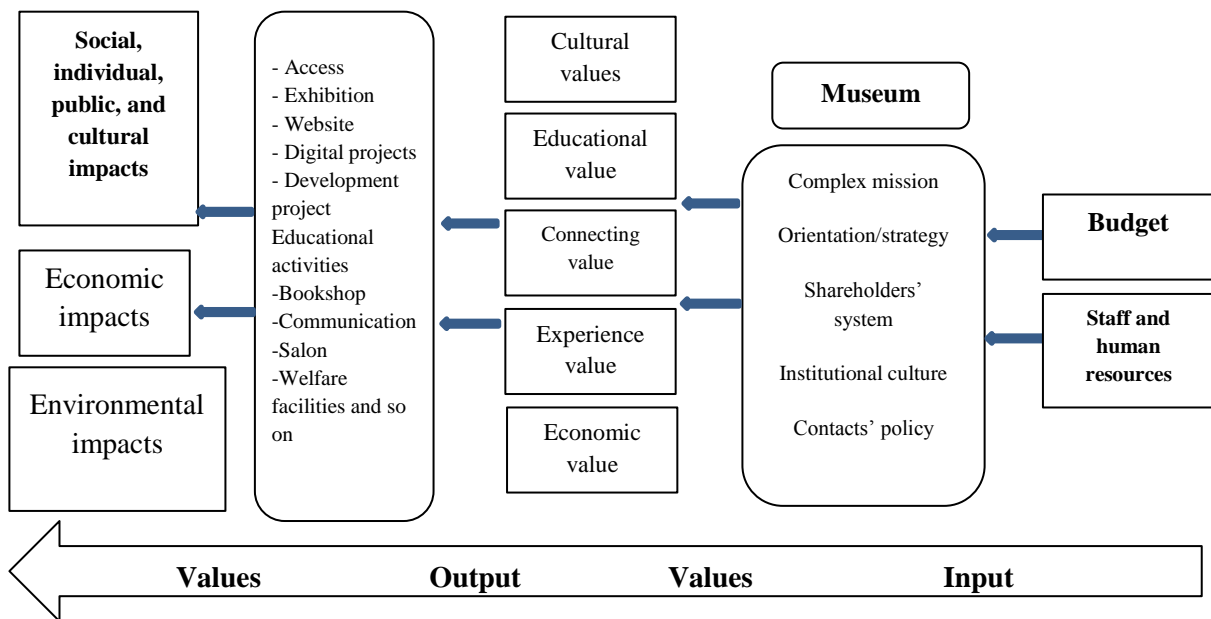 Social,
individual,
public, and
cultural
impacts
Economic
impacts
Environmental
impacts
- Access
- Exhibition
- Website
- Digital projects
- Development
project
Educational
activities
-Bookshop
-Communication
-Salon
-Welfare
facilities and so
on
Cultural
values
Educational
value
Connecting
value
Experience
value
Economic
value
Museum
Complex mission
Orientation/strategy
Shareholders’
system
Institutional culture
Contacts’ policy
Budget
Staff and
human
resources
Values Output Values Input